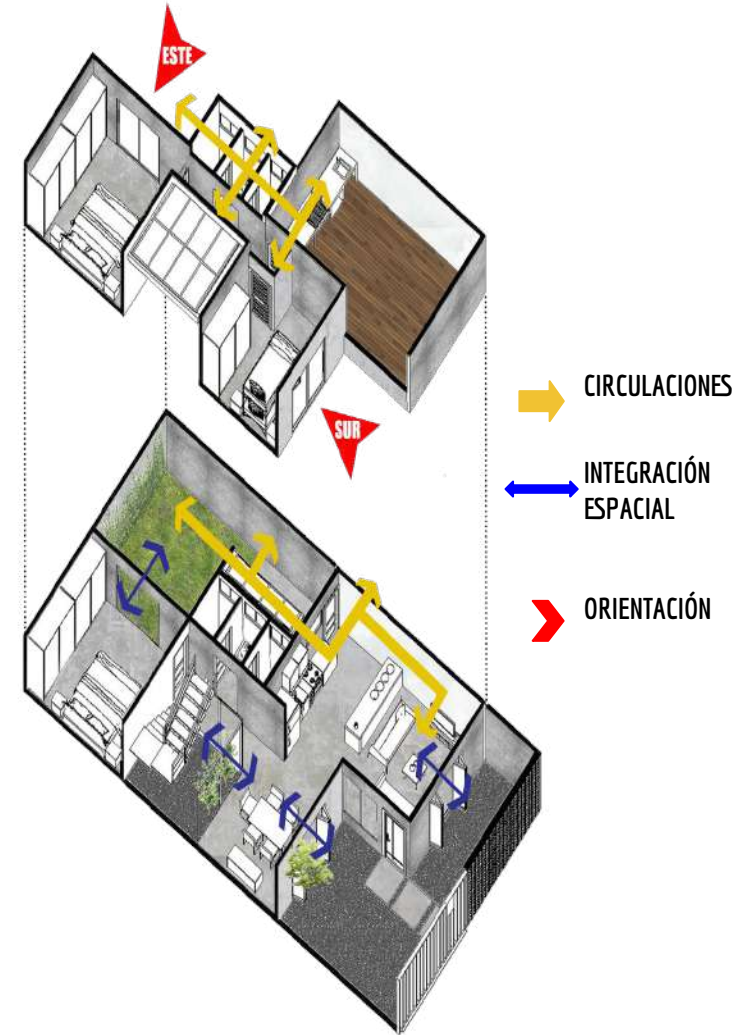 ESTE
SUR
CIRCULACIONES
INTEGRACIÓN
ESPACIAL
ORIENTACIÓN